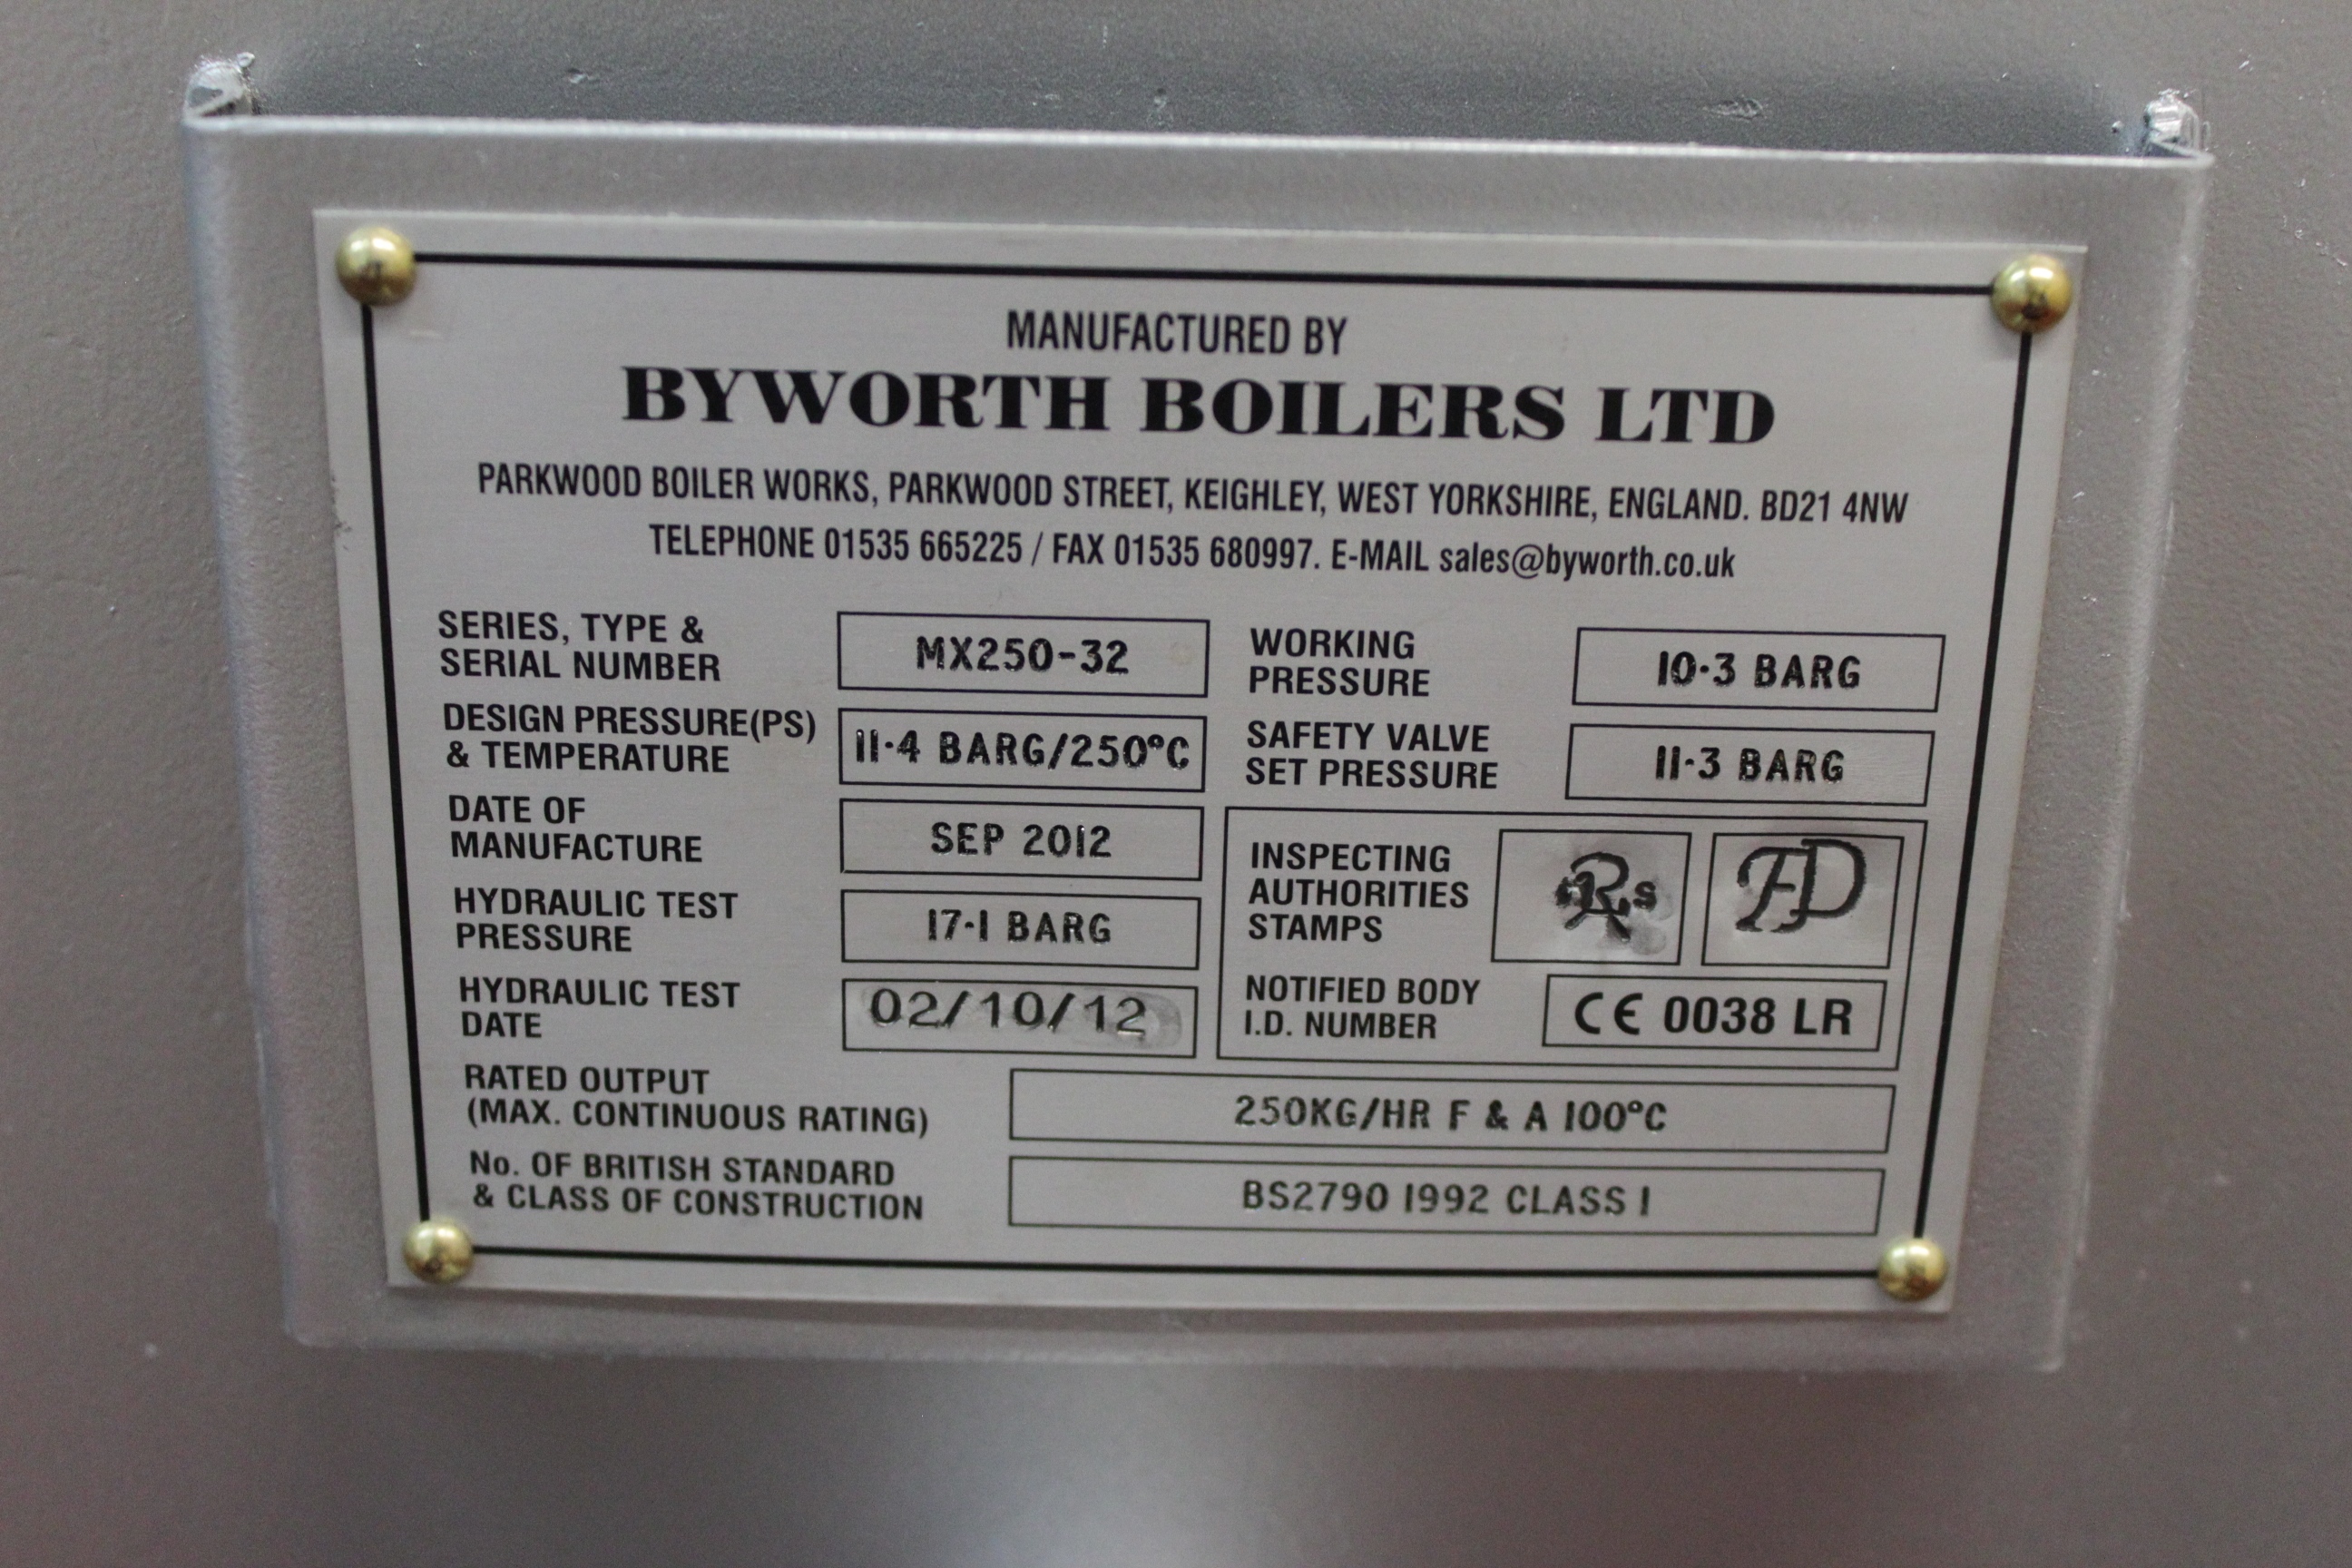 MANUFACTURED BY
BYWORTH BOILERS LTD
PARKWOOD BOILER WORKS, PARKWOOD STREET, KEIGHLEY, WEST YORKSHIRE, ENGLAND. BD21 4NW
TELEPHONE 01535 665225 / FAX 01535 680997. E-MAIL sales@byworth.co.uk
SERIES, TYPE &
SERIAL NUMBER
MX250-32
WORKING
PRESSURE
10·3 BARG
DESIGN PRESSURE(PS)
& TEMPERATURE
11·4 BARG/250°C
SAFETY VALVE
SET PRESSURE
11·3 BARG
DATE OF
MANUFACTURE
SEP 2012
HYDRAULIC TEST
PRESSURE
17·1 BARG
INSPECTING
AUTHORITIES
STAMPS
HYDRAULIC TEST
DATE
02/10/12
NOTIFIED BODY
I.D. NUMBER
CE 0038 LR
RATED OUTPUT
(MAX. CONTINUOUS RATING)
250KG/HR F & A 100°C
No. OF BRITISH STANDARD
& CLASS OF CONSTRUCTION
BS2790 1992 CLASS 1